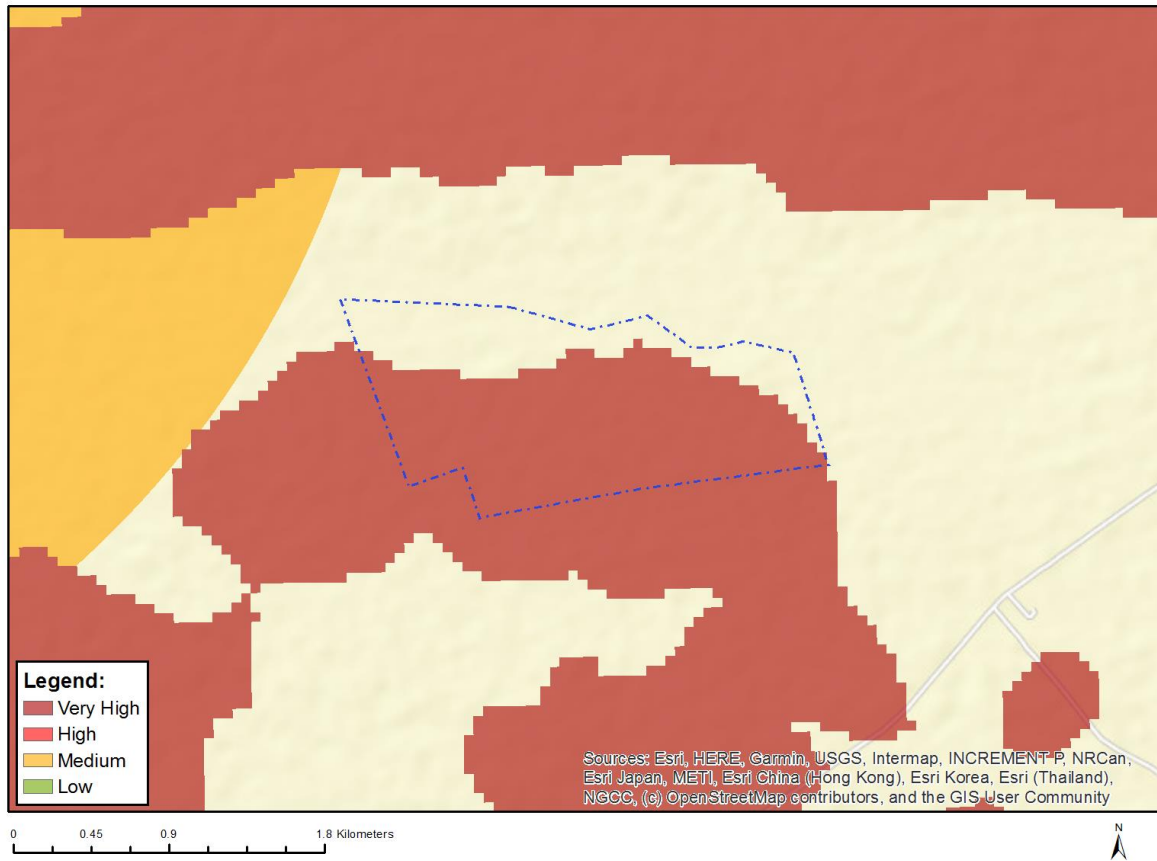 Legend:
Very High
High
Medium
Low
Sources: Esri, HERE, Garmin, USGS, Intermap, INCREMENT P, NRCan,
Esri Japan, METI, Esri China (Hong Kong), Esri Korea, Esri (Thailand),
NGCC, (c) OpenStreetMap contributors, and the GIS User Community
0 0.45 0.9 1.8 Kilometers
N